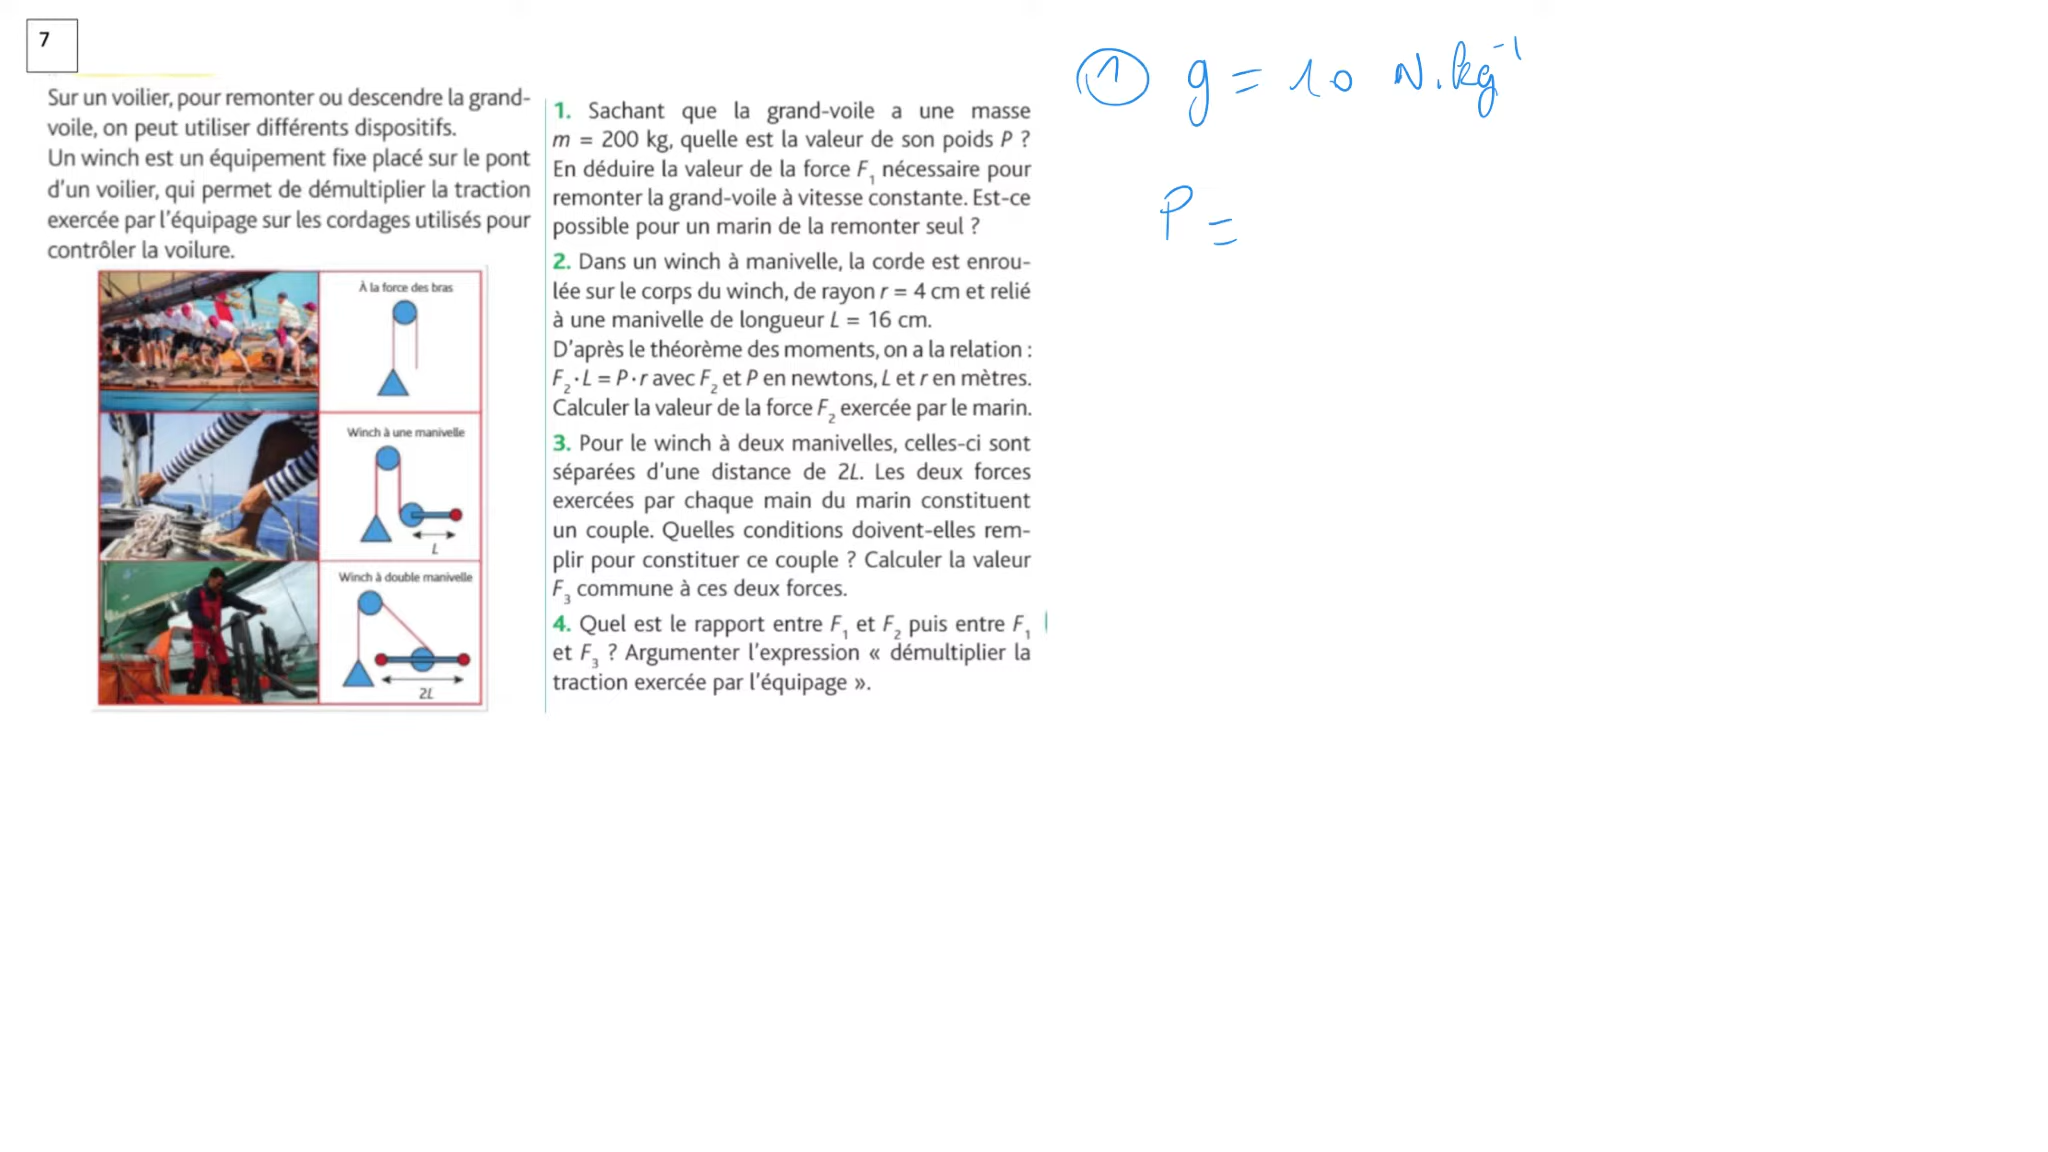 7
Sur un voilier, pour remonter ou descendre la grand-
voile, on peut utiliser différents dispositifs.
Un winch est un équipement fixe placé sur le pont
d'un voilier, qui permet de démultiplier la traction
exercée par l'équipage sur les cordages utilisés pour
contrôler la voilure.
À la force des bras
Winch à une manivelle
L
Winch à double manivelle
2L
1. Sachant que la grand-voile a une masse
m = 200 kg, quelle est la valeur de son poids P ?
En déduire la valeur de la force F₁ nécessaire pour
remonter la grand-voile à vitesse constante. Est-ce
possible pour un marin de la remonter seul ?
2. Dans un winch à manivelle, la corde est enrou-
lée sur le corps du winch, de rayon r = 4 cm et relié
à une manivelle de longueur L = 16 cm.
D'après le théorème des moments, on a la relation :
F₂·L = P·r avec F₂ et P en newtons, L et r en mètres.
Calculer la valeur de la force F₂ exercée par le marin.
3. Pour le winch à deux manivelles, celles-ci sont
séparées d'une distance de 2L. Les deux forces
exercées par chaque main du marin constituent
un couple. Quelles conditions doivent-elles rem-
plir pour constituer ce couple ? Calculer la valeur
F₃ commune à ces deux forces.
4. Quel est le rapport entre F₁ et F₂ puis entre F₁
et F₃ ? Argumenter l'expression « démultiplier la
traction exercée par l'équipage ».
① g = 10 N.kg⁻¹
P =